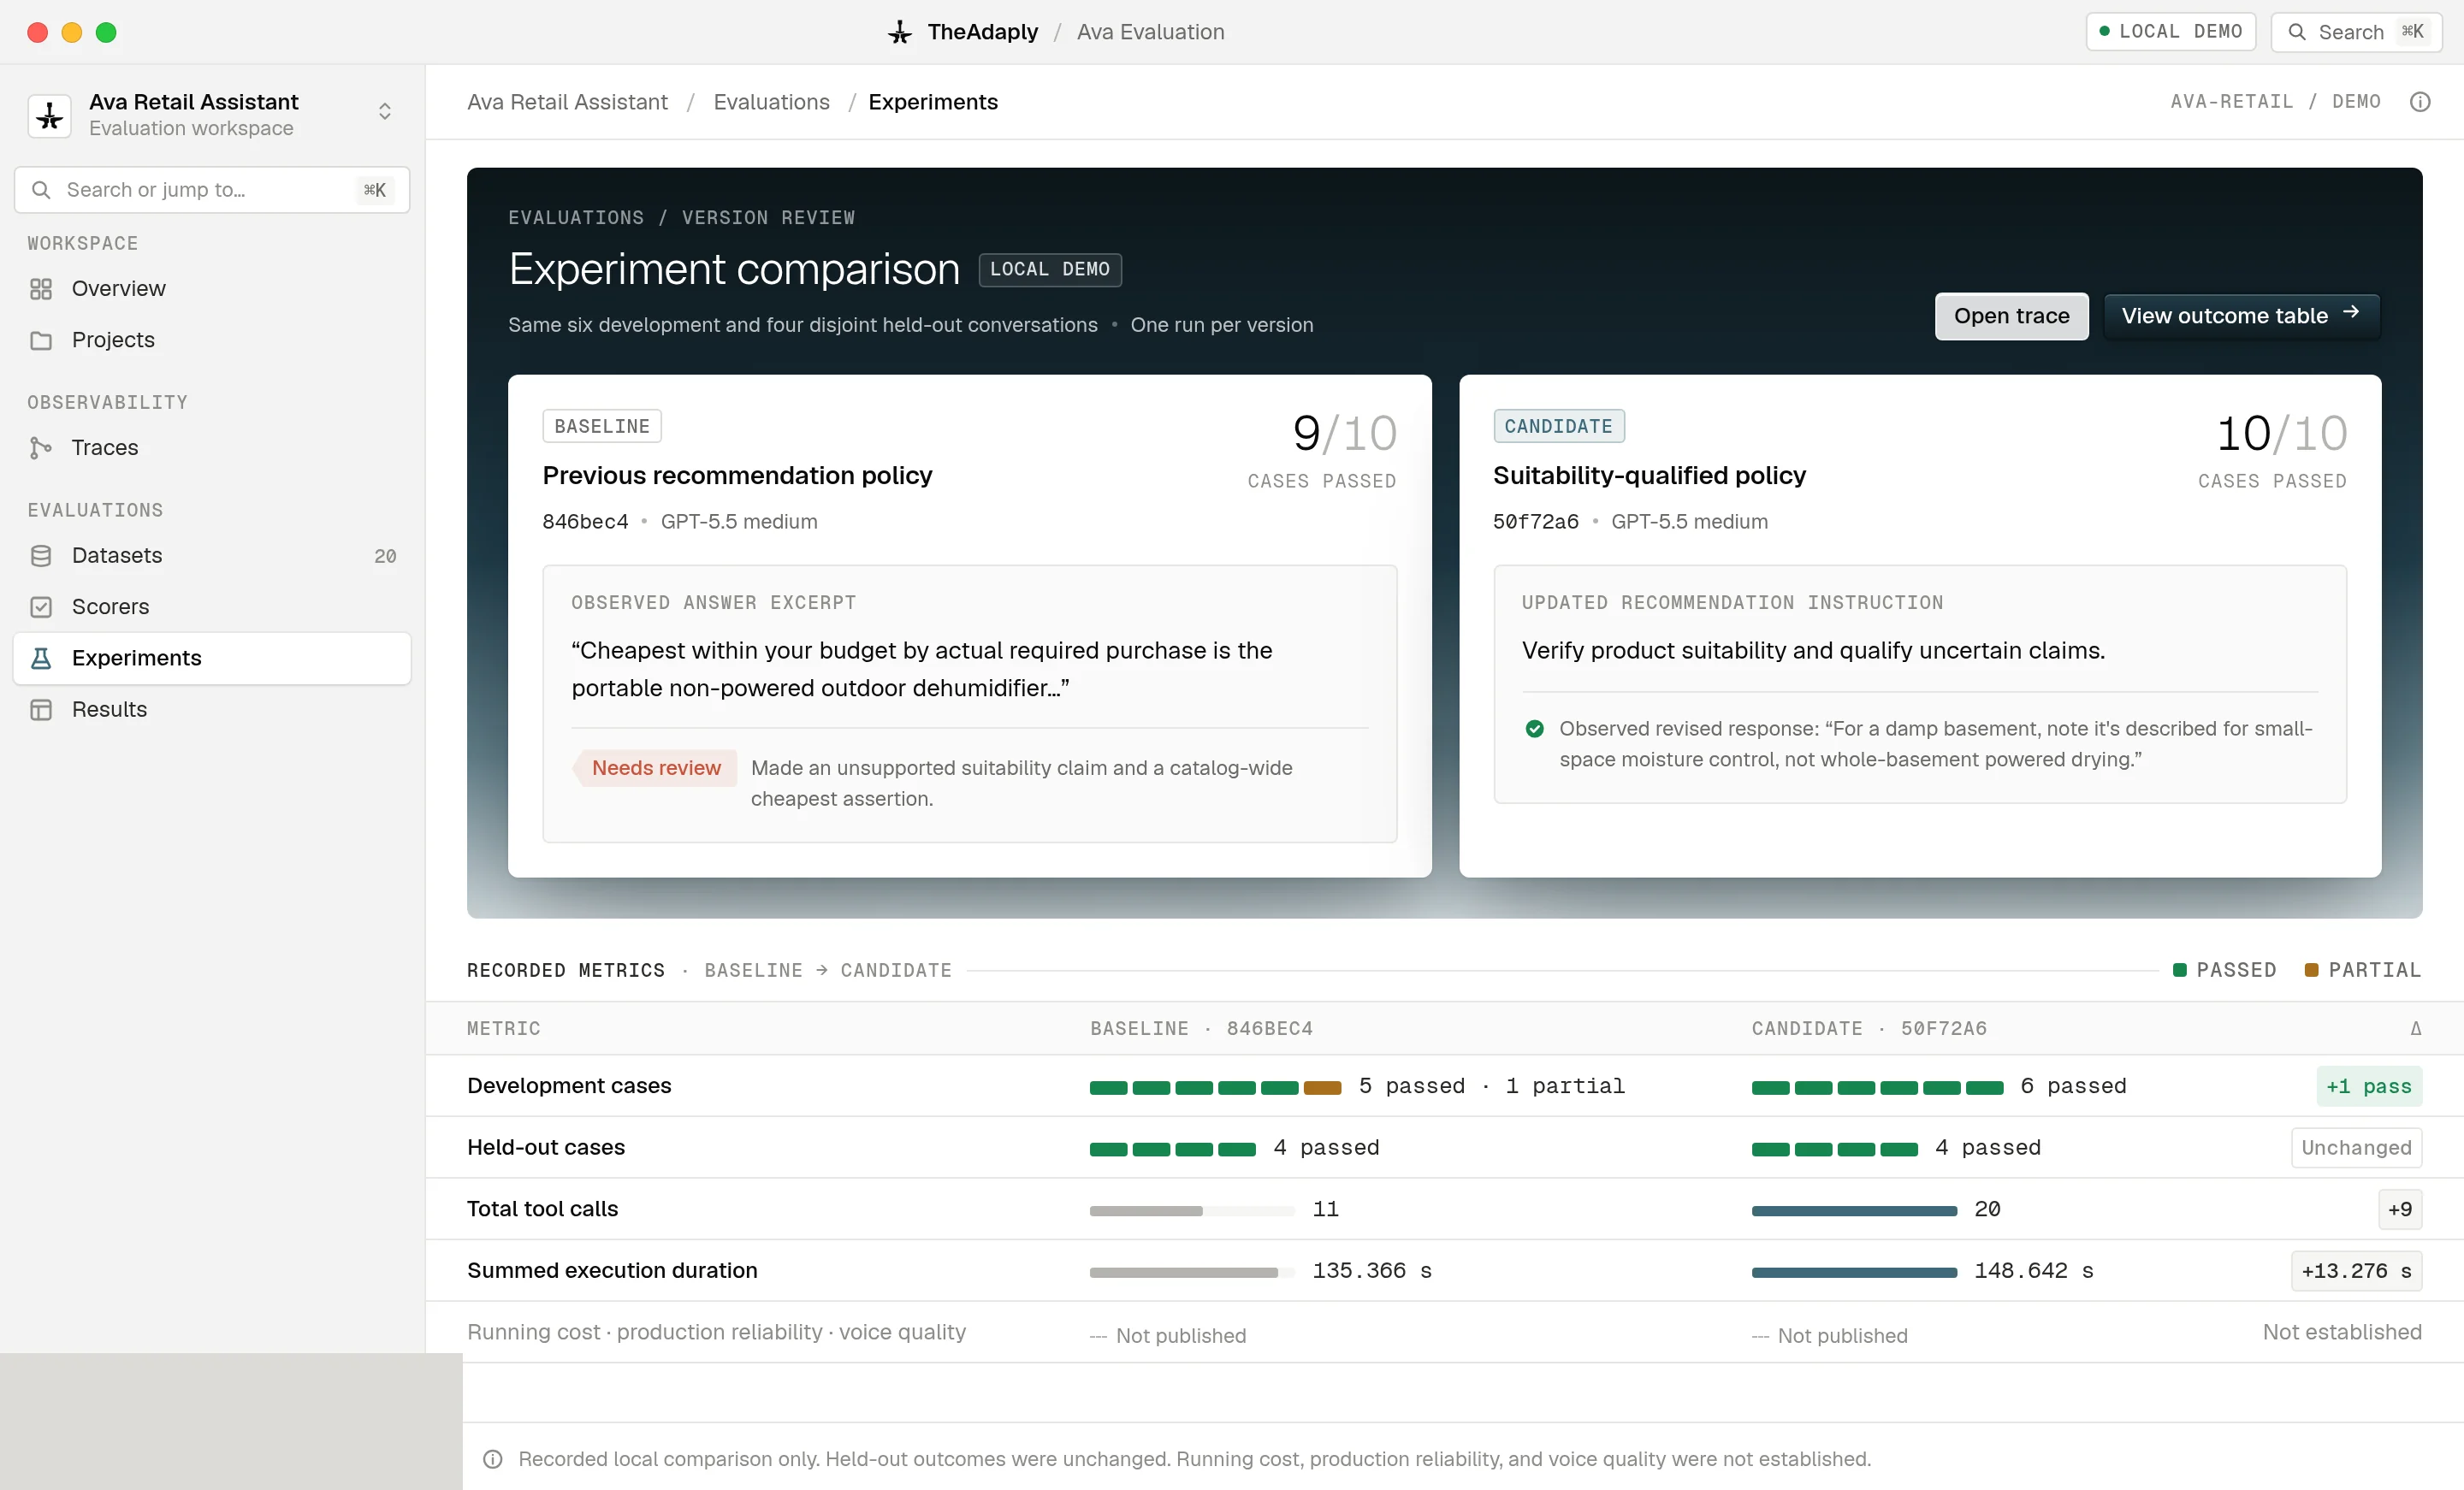 TheAdaply / Ava Evaluation
LOCAL DEMO
Search ⌘K
Ava Retail Assistant
Evaluation workspace
Search or jump to… ⌘K
WORKSPACE
Overview
Projects
OBSERVABILITY
Traces
EVALUATIONS
Datasets 20
Scorers
Experiments
Results
Ava Retail Assistant / Evaluations / Experiments
AVA-RETAIL / DEMO
EVALUATIONS / VERSION REVIEW
Experiment comparison LOCAL DEMO
Same six development and four disjoint held-out conversations • One run per version
Open trace
View outcome table →
BASELINE
9/10
CASES PASSED
Previous recommendation policy
846bec4 • GPT-5.5 medium
OBSERVED ANSWER EXCERPT
“Cheapest within your budget by actual required purchase is the
portable non-powered outdoor dehumidifier…”
Needs review
Made an unsupported suitability claim and a catalog-wide
cheapest assertion.
CANDIDATE
10/10
CASES PASSED
Suitability-qualified policy
50f72a6 • GPT-5.5 medium
UPDATED RECOMMENDATION INSTRUCTION
Verify product suitability and qualify uncertain claims.
Observed revised response: “For a damp basement, note it's described for small-
space moisture control, not whole-basement powered drying.”
RECORDED METRICS · BASELINE → CANDIDATE
PASSED PARTIAL
METRIC BASELINE · 846BEC4 CANDIDATE · 50F72A6 Δ
Development cases 5 passed · 1 partial 6 passed +1 pass
Held-out cases 4 passed 4 passed Unchanged
Total tool calls 11 20 +9
Summed execution duration 135.366 s 148.642 s +13.276 s
Running cost · production reliability · voice quality --- Not published --- Not published Not established
Recorded local comparison only. Held-out outcomes were unchanged. Running cost, production reliability, and voice quality were not established.